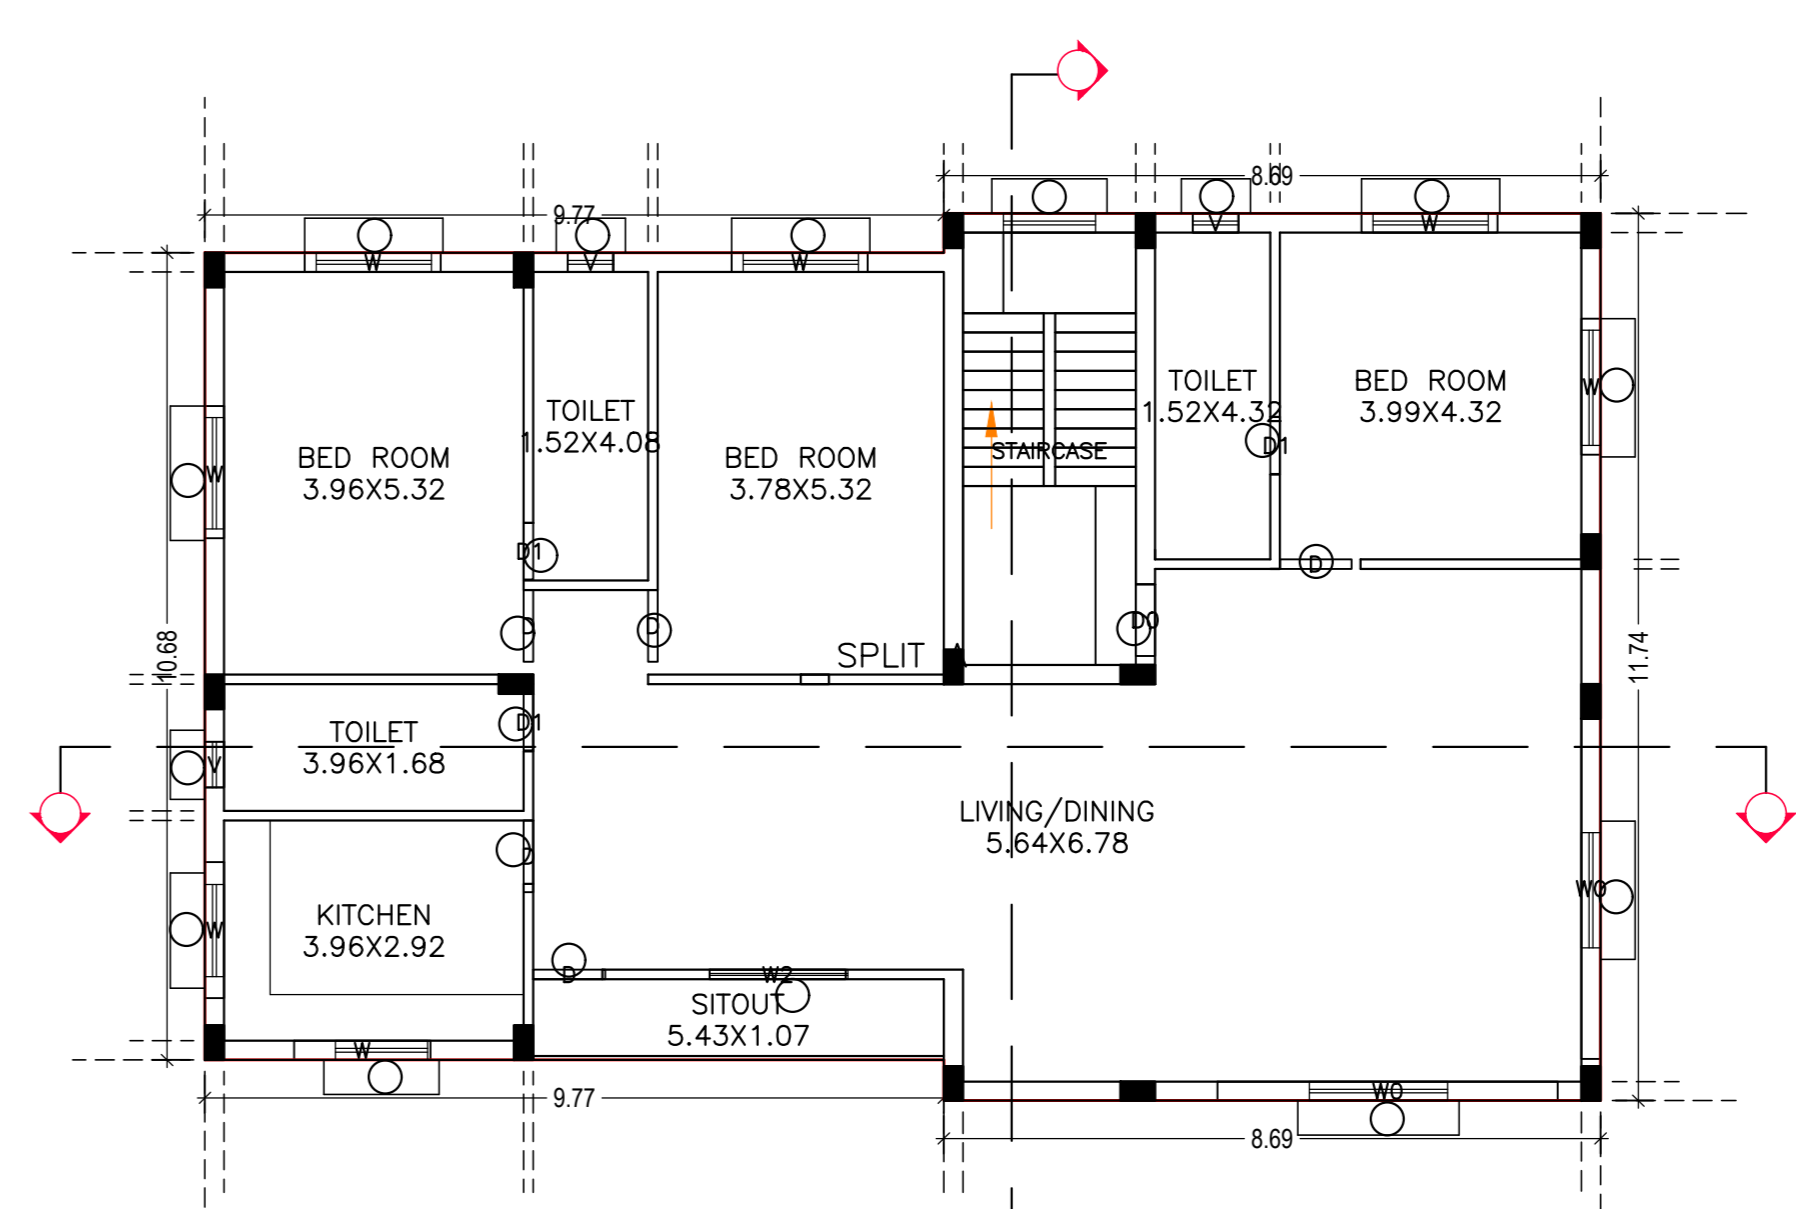 8.69
9.77
W
V
W
V
W
TOILET
1.52X4.32
BED ROOM
3.99X4.32
W
TOILET
1.52X4.08
D1
STAIRCASE
BED ROOM
3.96X5.32
BED ROOM
3.78X5.32
W
D1
D
D
D
D0
10.68
SPLIT A
11.74
D1
TOILET
3.96X1.68
V
LIVING/DINING
5.64X6.78
D
W0
KITCHEN
3.96X2.92
W
D
W2
SITOUT
5.43X1.07
W
W0
9.77
8.69